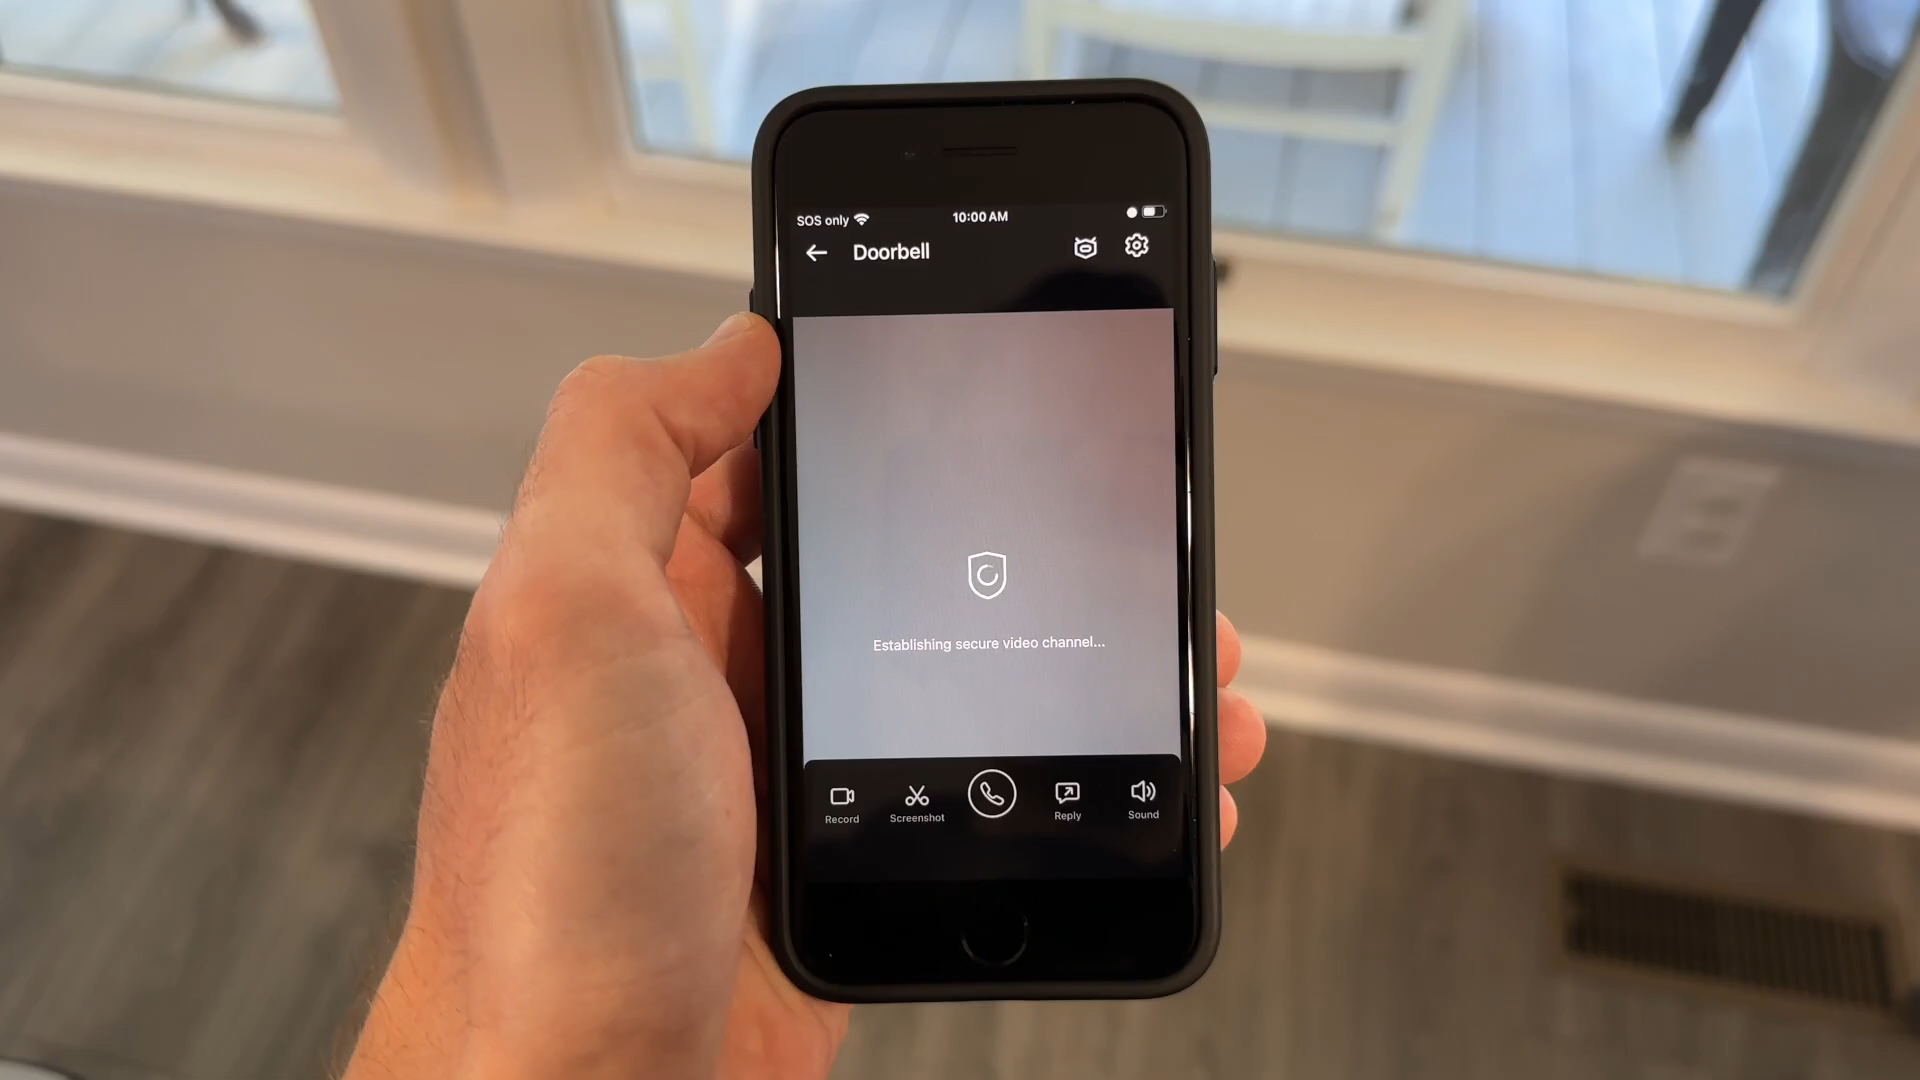 SOS only 10:00 AM
Doorbell
Establishing secure video channel...
Record Screenshot Reply Sound